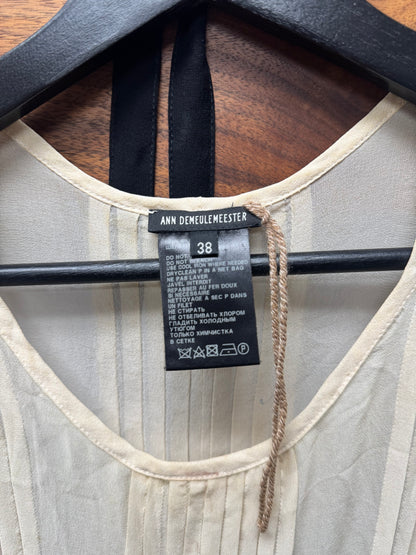 ANN DEMEULEMEESTER
38
DO NOT
DO NOT
USE COOL IRON WHERE NEEDED
DRYCLEAN P IN A NET BAG
NE PAS LAVER
JAVEL INTERDIT
REPASSER AU FER DOUX
SI NECESSAIRE
NETTOYAGE A SEC P DANS
UN FILET
НЕ СТИРАТЬ
НЕ ОТБЕЛИВАТЬ ХЛОРОМ
ГЛАДИТЬ ХОЛОДНЫМ
УТЮГОМ
ТОЛЬКО ХИМЧИСТКА
В СЕТКЕ
P